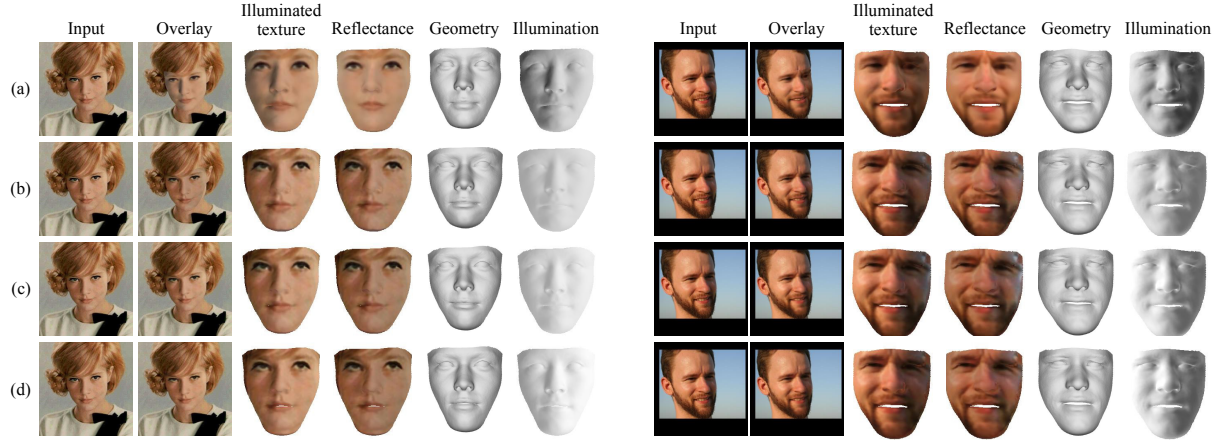 Input Overlay Illuminated texture Reflectance Geometry Illumination Input Overlay Illuminated texture Reflectance Geometry Illumination
(a)
(b)
(c)
(d)